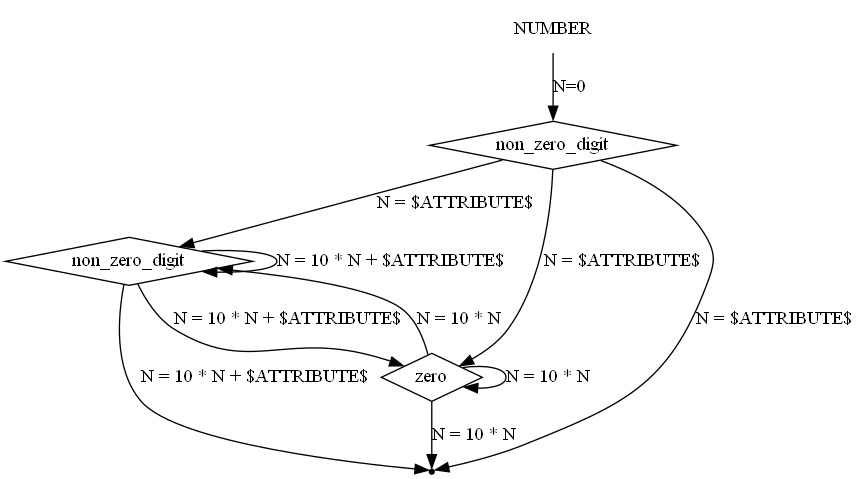 NUMBER
N=0
non_zero_digit
N = $ATTRIBUTE$
non_zero_digit
N = 10 * N + $ATTRIBUTE$
N = $ATTRIBUTE$
N = 10 * N + $ATTRIBUTE$
N = 10 * N
N = $ATTRIBUTE$
N = 10 * N + $ATTRIBUTE$
zero
N = 10 * N
N = 10 * N